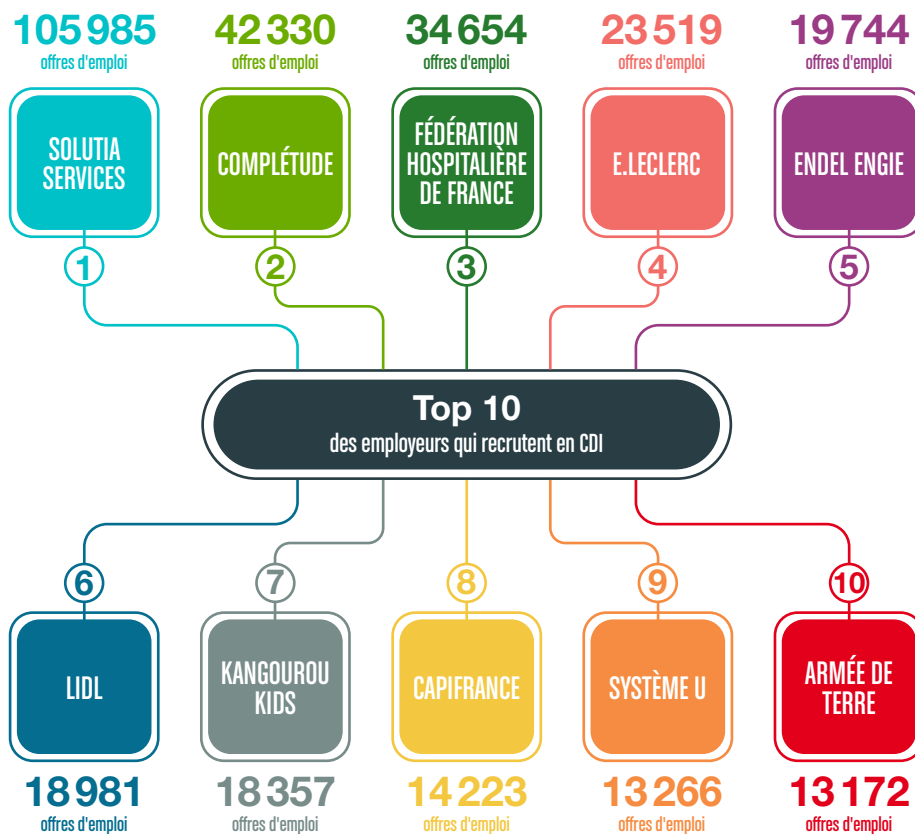 105 985
offres d'emploi
SOLUTIA
SERVICES
1
42 330
offres d'emploi
COMPLÉTUDE
2
34 654
offres d'emploi
FÉDÉRATION
HOSPITALIÈRE
DE FRANCE
3
23 519
offres d'emploi
E.LECLERC
4
19 744
offres d'emploi
ENDEL ENGIE
5
Top 10
des employeurs qui recrutent en CDI
6
LIDL
18 981
offres d'emploi
7
KANGOUROU
KIDS
18 357
offres d'emploi
8
CAPIFRANCE
14 223
offres d'emploi
9
SYSTÈME U
13 266
offres d'emploi
10
ARMÉE DE
TERRE
13 172
offres d'emploi